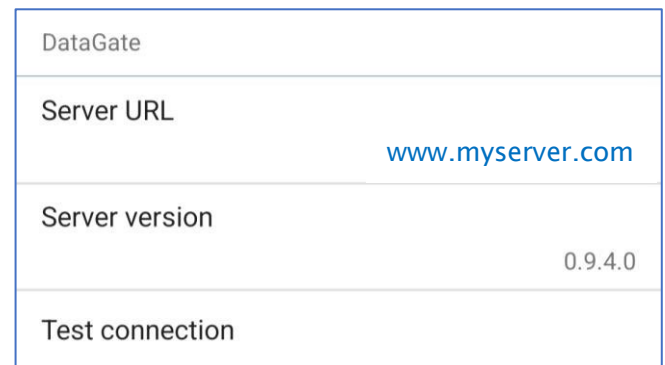 DataGate
Server URL
www.myserver.com
Server version
0.9.4.0
Test connection